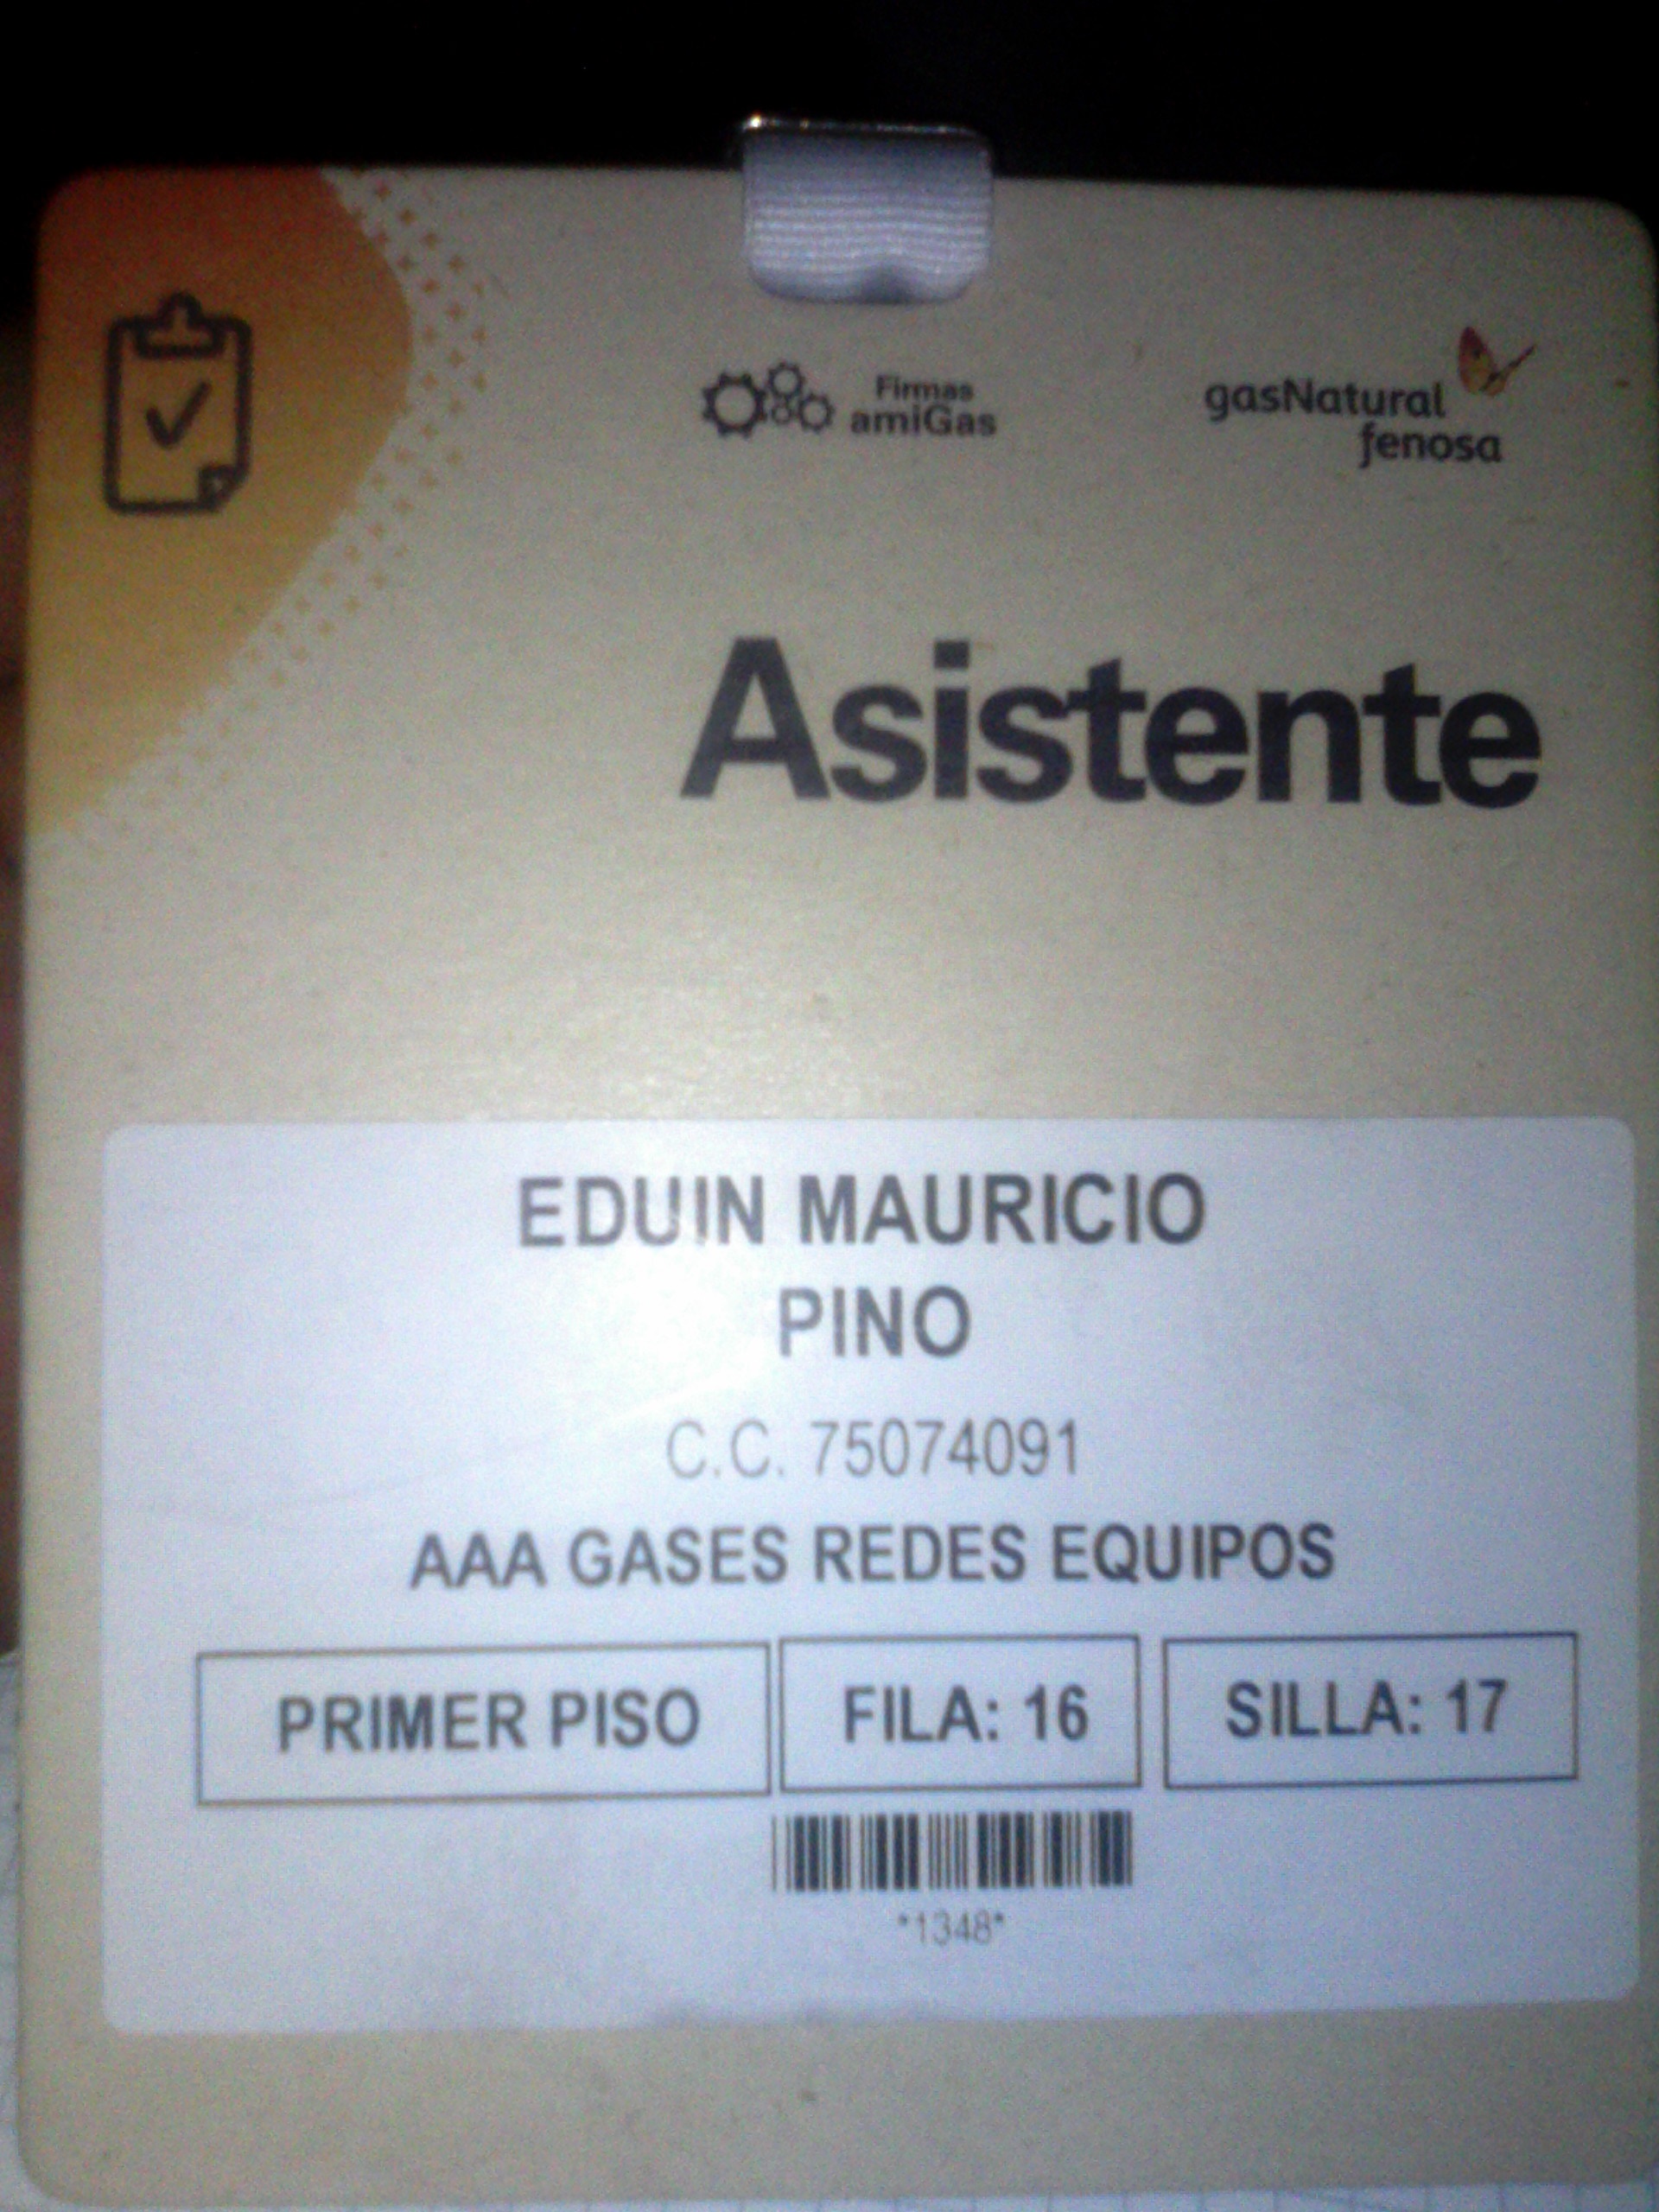 Firmas
amiGas
gasNatural
fenosa
Asistente
EDUIN MAURICIO
PINO
C.C. 75074091
AAA GASES REDES EQUIPOS
PRIMER PISO
FILA: 16
SILLA: 17
*1348*